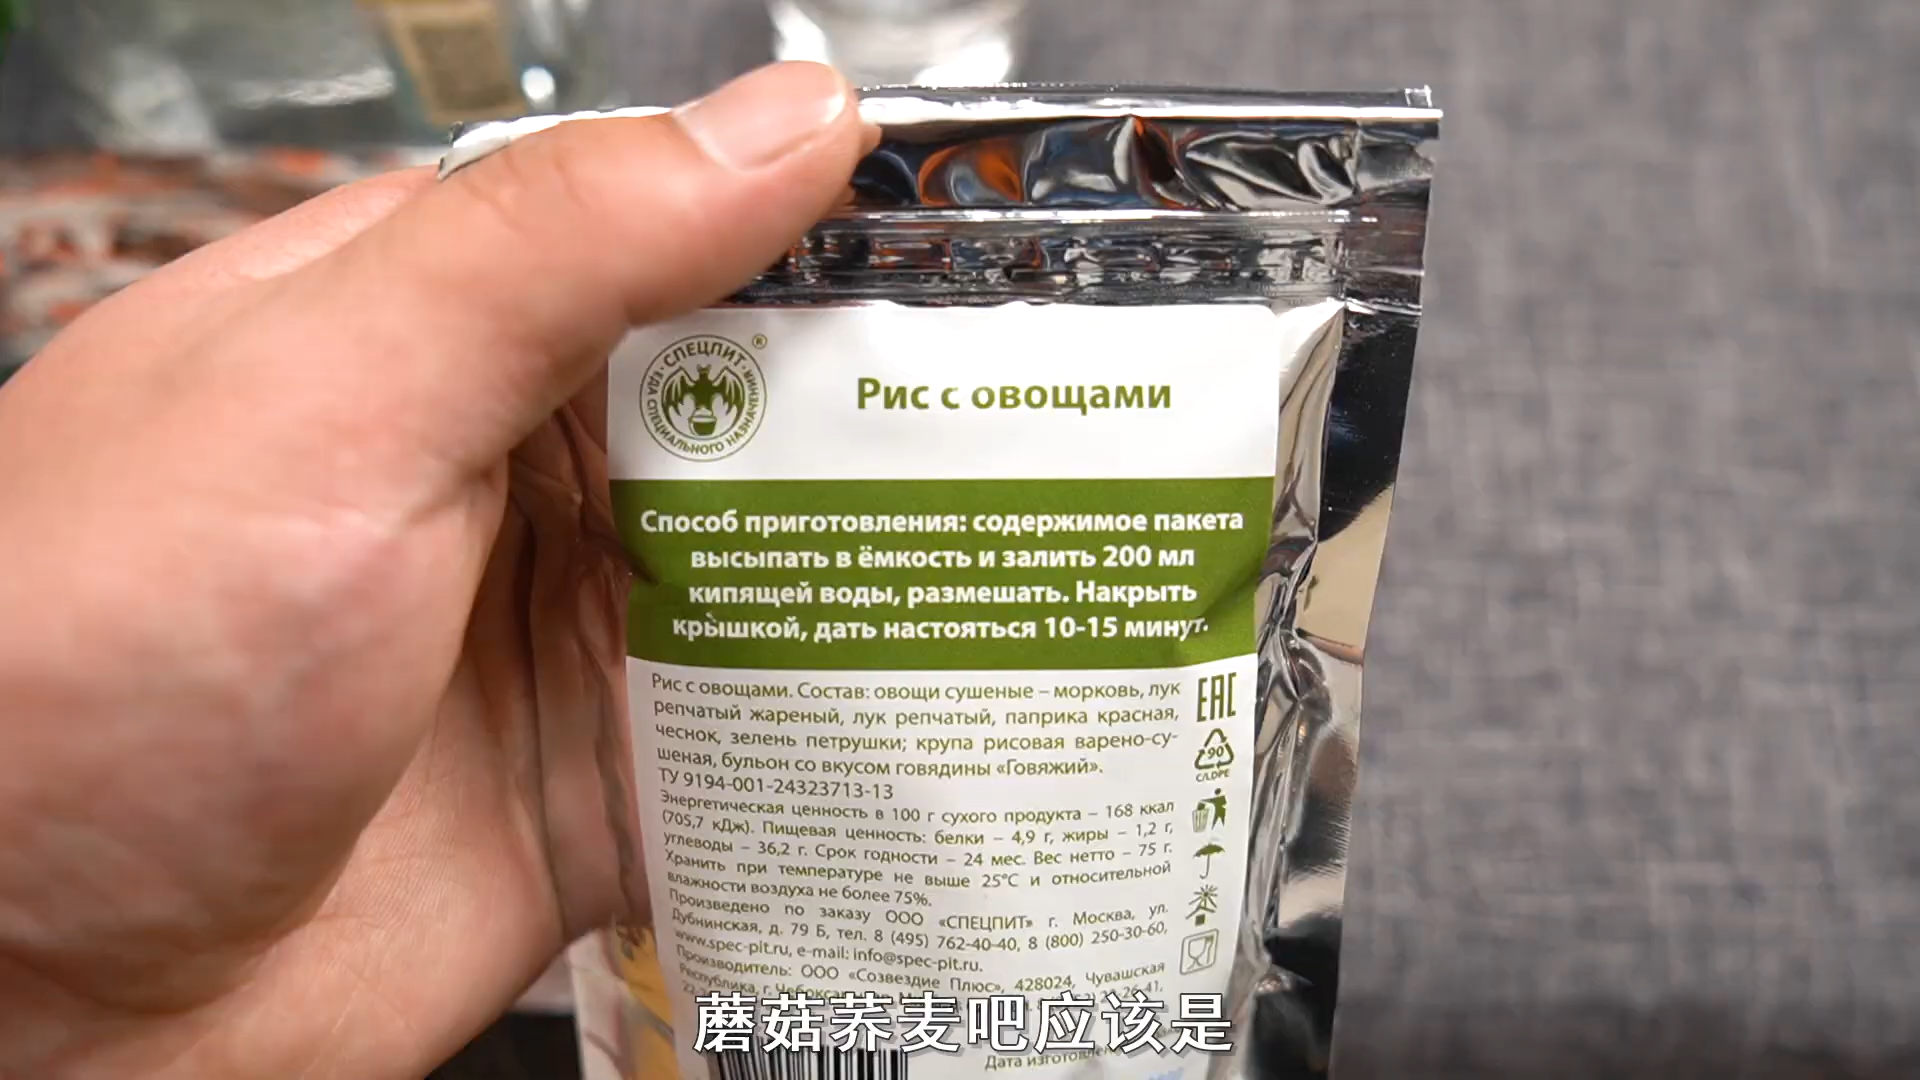 ·СПЕЦПИТ·
ЕДА СПЕЦИАЛЬНОГО НАЗНАЧЕНИЯ
®
Рис с овощами
Способ приготовления: содержимое пакета
высыпать в ёмкость и залить 200 мл
кипящей воды, размешать. Накрыть
крышкой, дать настояться 10-15 минут.
Рис с овощами. Состав: овощи сушеные – морковь, лук
репчатый жареный, лук репчатый, паприка красная,
чеснок, зелень петрушки; крупа рисовая варено-су-
шеная, бульон со вкусом говядины «Говяжий».
ТУ 9194-001-24323713-13
Энергетическая ценность в 100 г сухого продукта – 168 ккал
(705,7 кДж). Пищевая ценность: белки – 4,9 г, жиры – 1,2 г,
углеводы – 36,2 г. Срок годности – 24 мес. Вес нетто – 75 г.
Хранить при температуре не выше 25°С и относительной
влажности воздуха не более 75%.
Произведено по заказу ООО «СПЕЦПИТ» г. Москва, ул.
Дубнинская, д. 79 Б, тел. 8 (495) 762-40-40, 8 (800) 250-30-60,
www.spec-pit.ru, e-mail: info@spec-pit.ru.
Производитель: ООО «Созвездие Плюс», 428024, Чувашская
Республика, г.
EAC
90
C/LDPE
Дата
蘑菇荞麦吧应该是